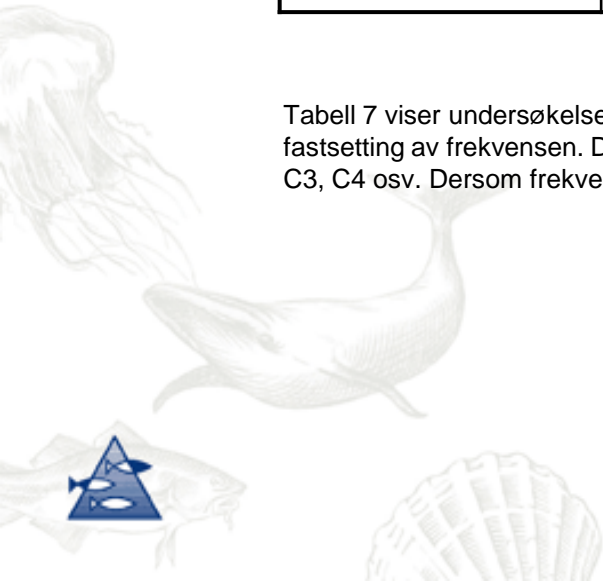 Tabell 7 viser undersøkelse
fastsetting av frekvensen. D
C3, C4 osv. Dersom frekve